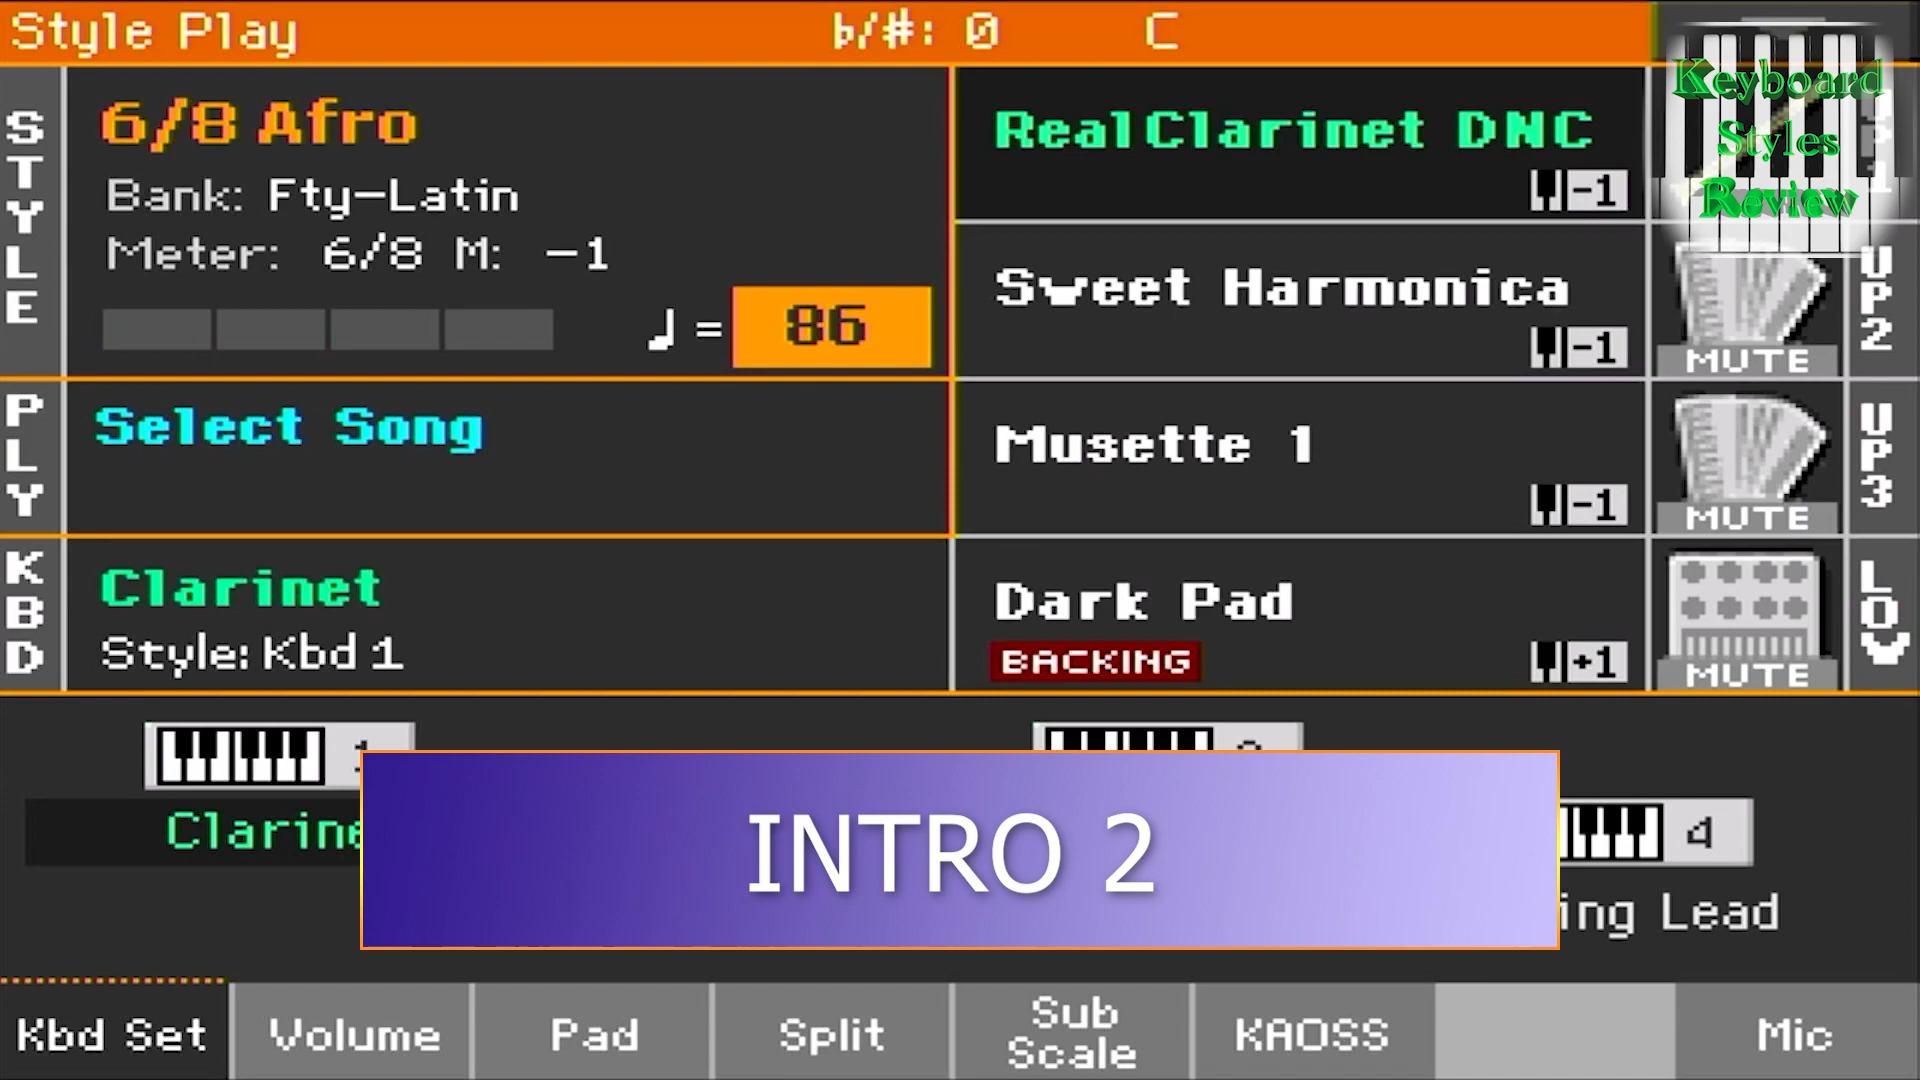 Style Play
♭/#: 0
C
Keyboard
Styles
Review
STYLE
6/8 Afro
Bank: Fty-Latin
Meter: 6/8 M: -1
♩ = 86
RealClarinet DNC
-1
Sweet Harmonica
-1
MUTE
UP2
PLY
Select Song
Musette 1
-1
MUTE
UP3
KBD
Clarinet
Style: Kbd 1
Dark Pad
BACKING
+1
MUTE
LOW
INTRO 2
4
Lead
Kbd Set
Volume
Pad
Split
Sub
Scale
KAOSS
Mic